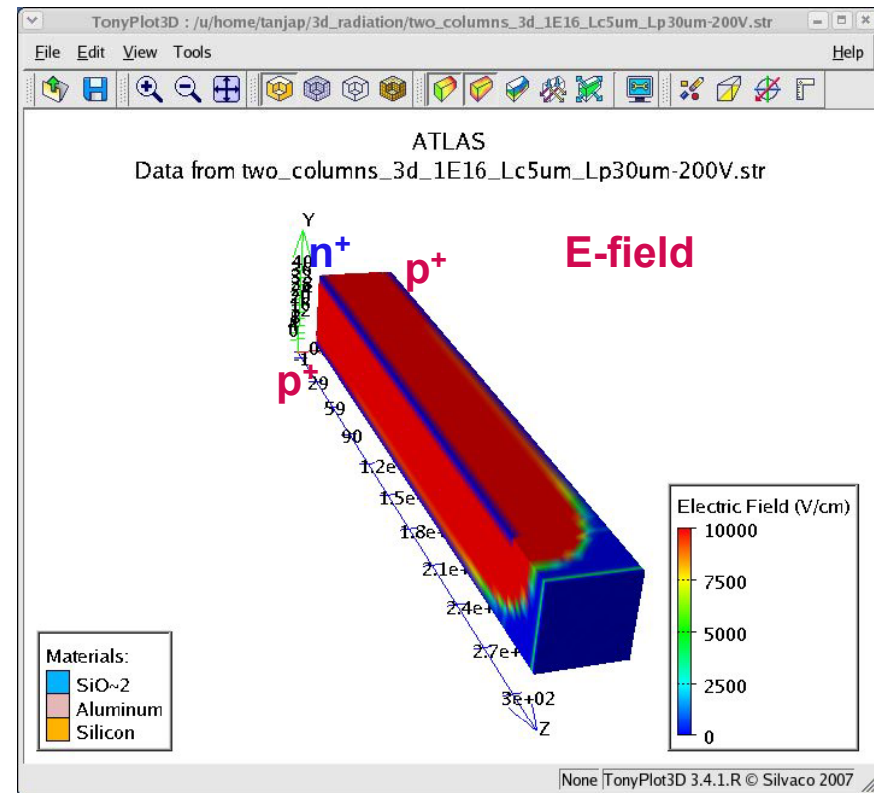 TonyPlot3D : /u/home/tanjap/3d_radiation/two_columns_3d_1E16_Lc5um_Lp30um-200V.str
File Edit View Tools Help
ATLAS
Data from two_columns_3d_1E16_Lc5um_Lp30um-200V.str
Y
n+
p+
E-field
0
-1
p+
29
59
90
1.2e+
1.5e+
1.8e+
2.1e+
2.4e+
2.7e+
3e+02
Z
Electric Field (V/cm)
10000
7500
5000
2500
0
Materials:
SiO~2
Aluminum
Silicon
None TonyPlot3D 3.4.1.R © Silvaco 2007